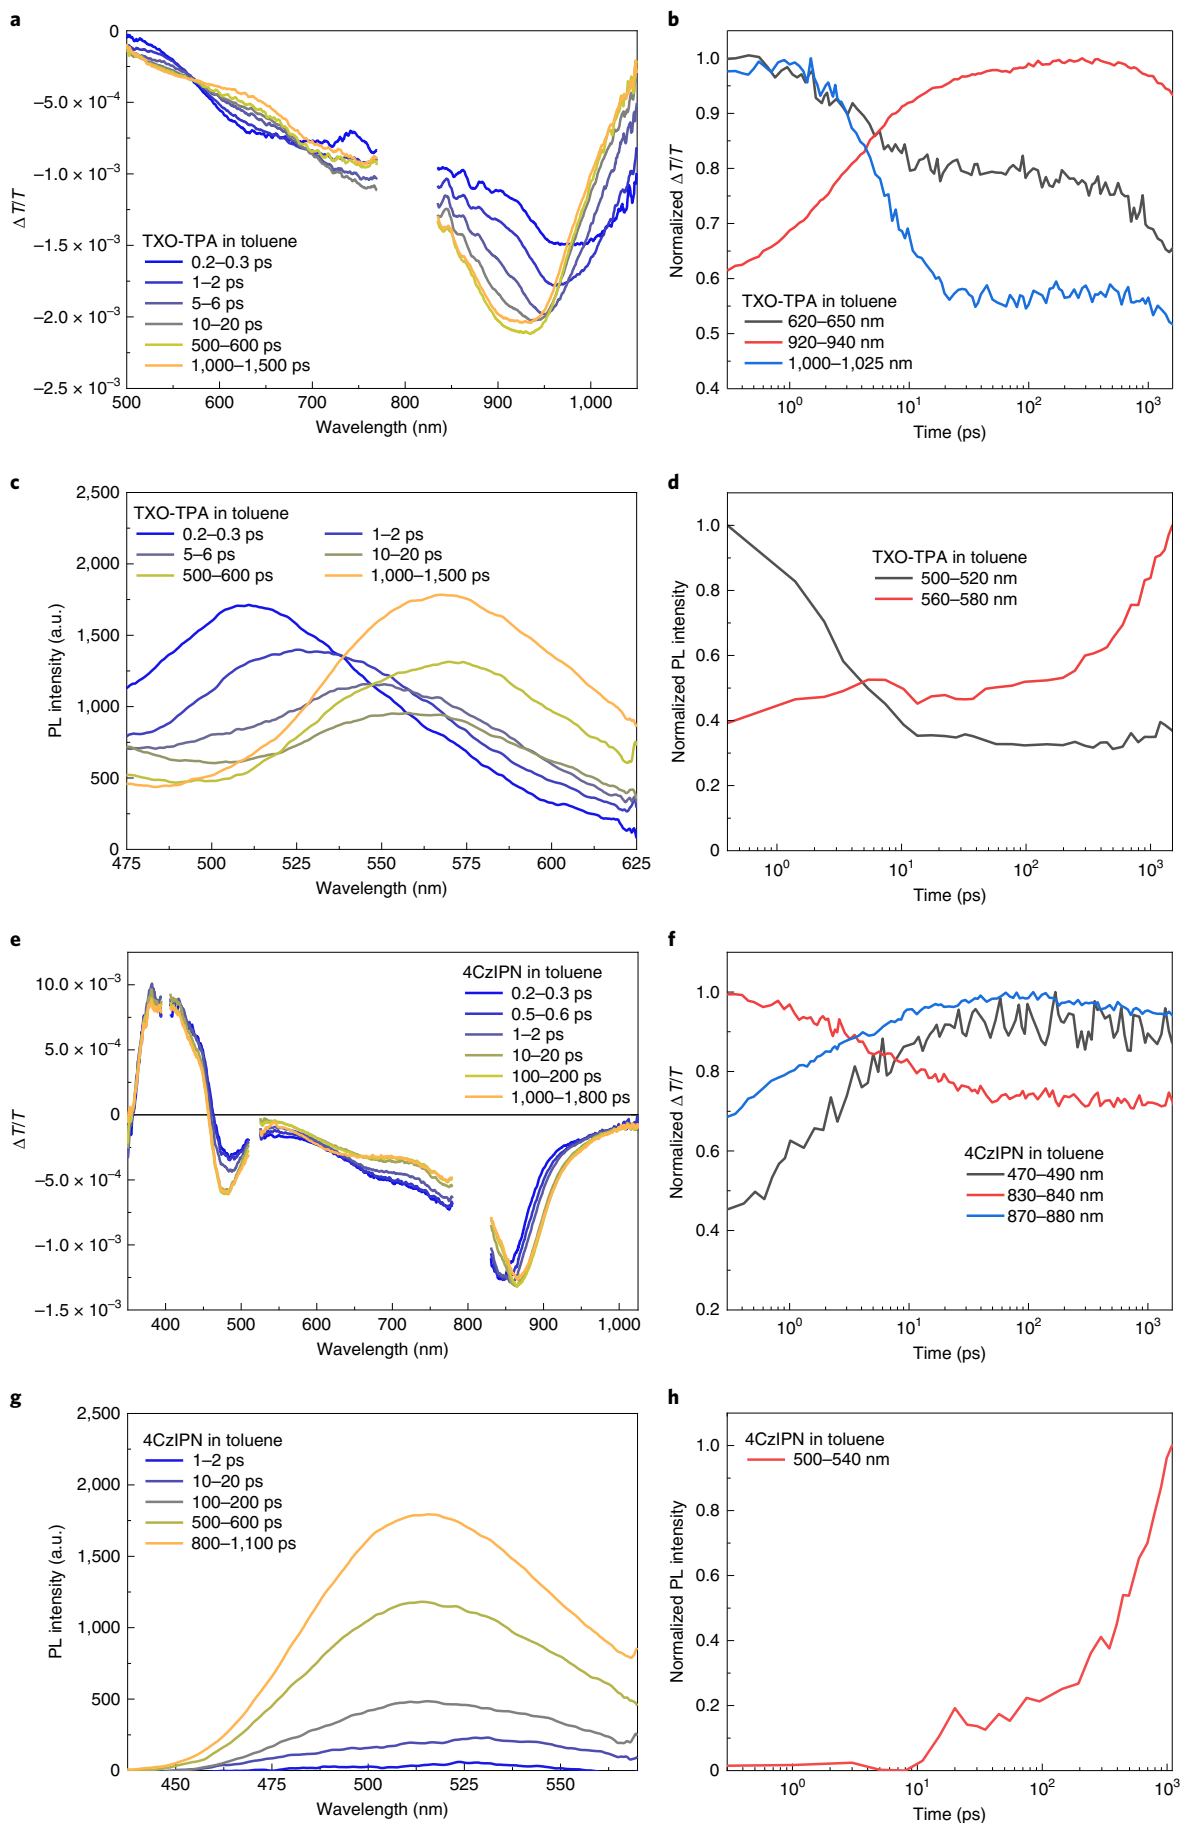 a
0
−5.0 × 10⁻⁴
−1.0 × 10⁻³
−1.5 × 10⁻³
−2.0 × 10⁻³
−2.5 × 10⁻³
ΔT/T
TXO-TPA in toluene
0.2–0.3 ps
1–2 ps
5–6 ps
10–20 ps
500–600 ps
1,000–1,500 ps
500 600 700 800 900 1,000
Wavelength (nm)
b
1.0
0.9
0.8
0.7
0.6
0.5
0.4
Normalized ΔT/T
TXO-TPA in toluene
620–650 nm
920–940 nm
1,000–1,025 nm
10⁰ 10¹ 10² 10³
Time (ps)
c
2,500
2,000
1,500
1,000
500
0
PL intensity (a.u.)
TXO-TPA in toluene
0.2–0.3 ps 1–2 ps
5–6 ps 10–20 ps
500–600 ps 1,000–1,500 ps
475 500 525 550 575 600 625
Wavelength (nm)
d
1.0
0.8
0.6
0.4
0.2
0
Normalized PL intensity
TXO-TPA in toluene
500–520 nm
560–580 nm
10⁰ 10¹ 10² 10³
Time (ps)
e
10.0 × 10⁻³
5.0 × 10⁻⁴
0
−5.0 × 10⁻⁴
−1.0 × 10⁻³
−1.5 × 10⁻³
ΔT/T
4CzIPN in toluene
0.2–0.3 ps
0.5–0.6 ps
1–2 ps
10–20 ps
100–200 ps
1,000–1,800 ps
400 500 600 700 800 900 1,000
Wavelength (nm)
f
1.0
0.8
0.6
0.4
0.2
Normalized ΔT/T
4CzIPN in toluene
470–490 nm
830–840 nm
870–880 nm
10⁰ 10¹ 10² 10³
Time (ps)
g
2,500
2,000
1,500
1,000
500
0
PL intensity (a.u.)
4CzIPN in toluene
1–2 ps
10–20 ps
100–200 ps
500–600 ps
800–1,100 ps
450 475 500 525 550
Wavelength (nm)
h
1.0
0.8
0.6
0.4
0.2
0
Normalized PL intensity
4CzIPN in toluene
500–540 nm
10⁰ 10¹ 10² 10³
Time (ps)